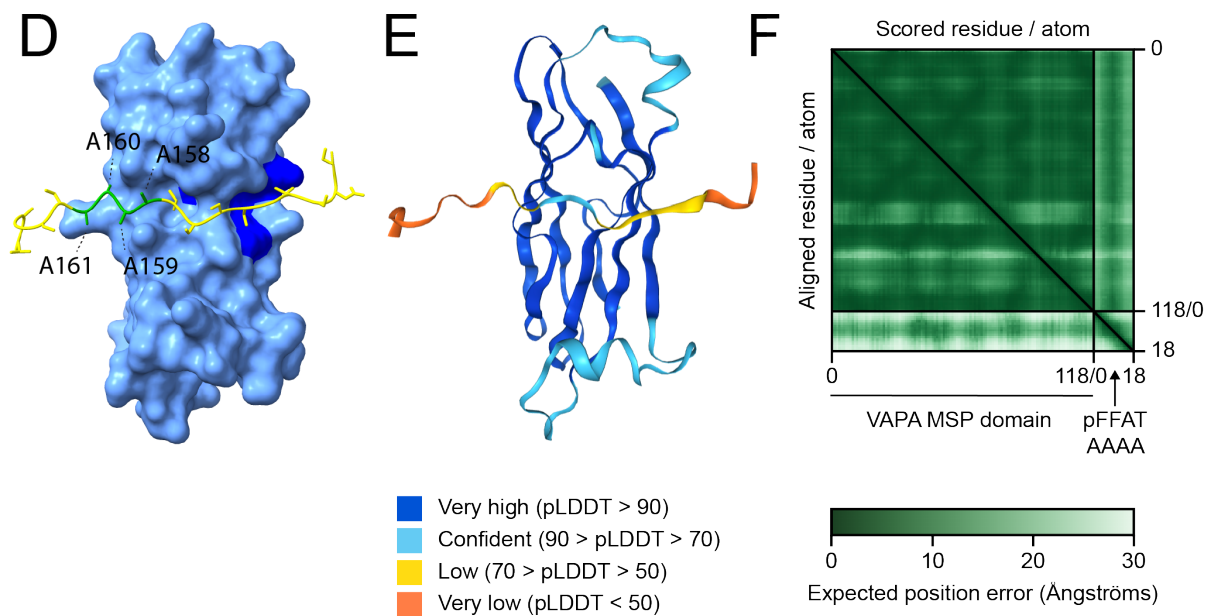 D
A160
A158
A161
A159
E
Very high (pLDDT > 90)
Confident (90 > pLDDT > 70)
Low (70 > pLDDT > 50)
Very low (pLDDT < 50)
F
Scored residue / atom
Aligned residue / atom
0
118/0
18
0
118/0
18
VAPA MSP domain
pFFAT
AAAA
0
10
20
30
Expected position error (Ångströms)